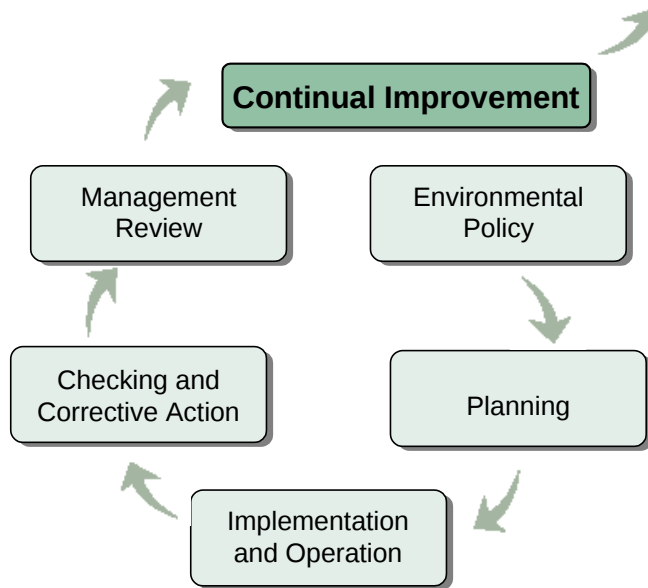 Continual Improvement
Management
Review
Environmental
Policy
Checking and
Corrective Action
Planning
Implementation
and Operation